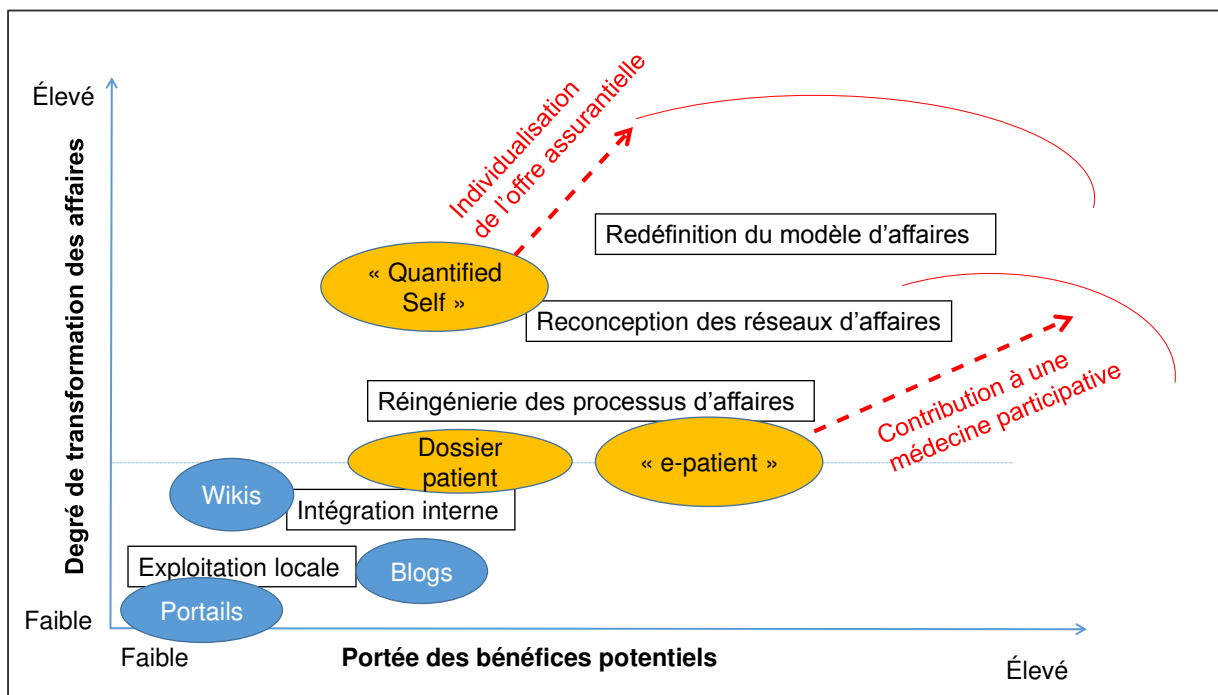 Élevé
Degré de transformation des affaires
Individualisation
de l’offre assurantielle
Redéfinition du modèle d’affaires
« Quantified
Self »
Reconception des réseaux d’affaires
Réingénierie des processus d’affaires
Contribution à une
médecine participative
Dossier
patient
« e-patient »
Wikis
Intégration interne
Exploitation locale
Blogs
Portails
Faible
Faible
Portée des bénéfices potentiels
Élevé